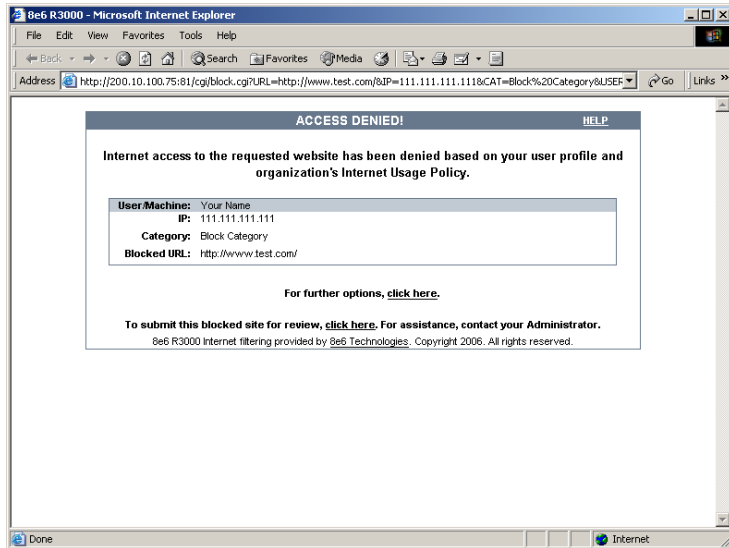 8e6 R3000 - Microsoft Internet Explorer
File Edit View Favorites Tools Help
Back Search Favorites Media
Address http://200.10.100.75:81/cgi/block.cgi?URL=http://www.test.com/&IP=111.111.111.111&CAT=Block%20Category&USER Go Links »
ACCESS DENIED! HELP
Internet access to the requested website has been denied based on your user profile and
organization's Internet Usage Policy.
User/Machine: Your Name
IP: 111.111.111.111
Category: Block Category
Blocked URL: http://www.test.com/
For further options, click here.
To submit this blocked site for review, click here. For assistance, contact your Administrator.
8e6 R3000 Internet filtering provided by 8e6 Technologies. Copyright 2006. All rights reserved.
Done Internet